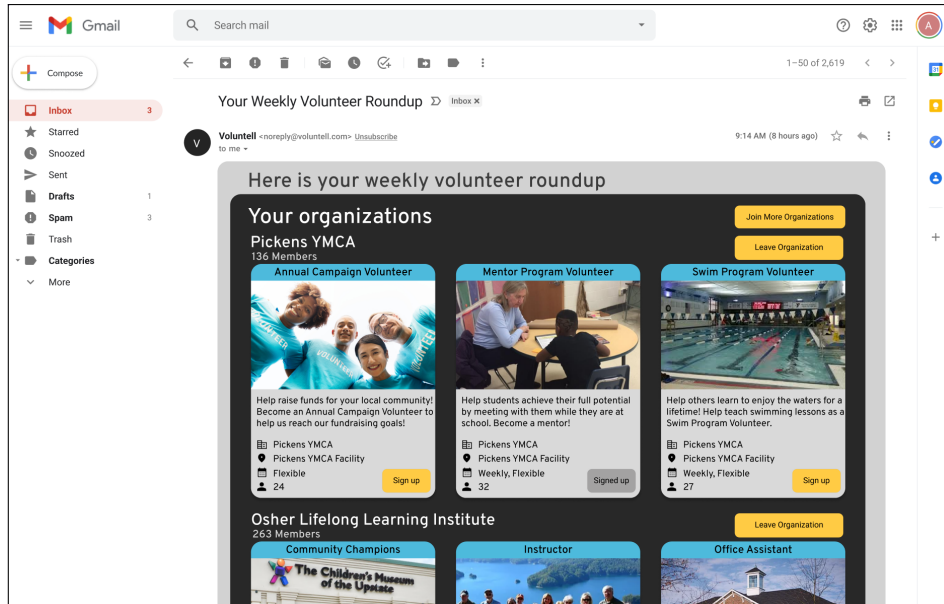 Gmail
Search mail
A
Compose
1–50 of 2,619
31
Inbox 3
Starred
Snoozed
Sent
Drafts 1
Spam 3
Trash
Categories
More
Your Weekly Volunteer Roundup Inbox ×
V
Voluntell <noreply@voluntell.com> Unsubscribe
9:14 AM (8 hours ago)
to me
Here is your weekly volunteer roundup
Your organizations
Join More Organizations
Pickens YMCA
136 Members
Leave Organization
Annual Campaign Volunteer
VOLUNTEER
VOLUNTEER
Help raise funds for your local community!
Become an Annual Campaign Volunteer to
help us reach our fundraising goals!
Pickens YMCA
Pickens YMCA Facility
Flexible
24
Sign up
Mentor Program Volunteer
Help students achieve their full potential
by meeting with them while they are at
school. Become a mentor!
Pickens YMCA
Pickens YMCA Facility
Weekly, Flexible
32
Signed up
Swim Program Volunteer
Help others learn to enjoy the waters for a
lifetime! Help teach swimming lessons as a
Swim Program Volunteer.
Pickens YMCA
Pickens YMCA Facility
Weekly, Flexible
27
Sign up
Osher Lifelong Learning Institute
263 Members
Leave Organization
Community Champions
The Children's Museum
of the Upstate
Instructor
Office Assistant